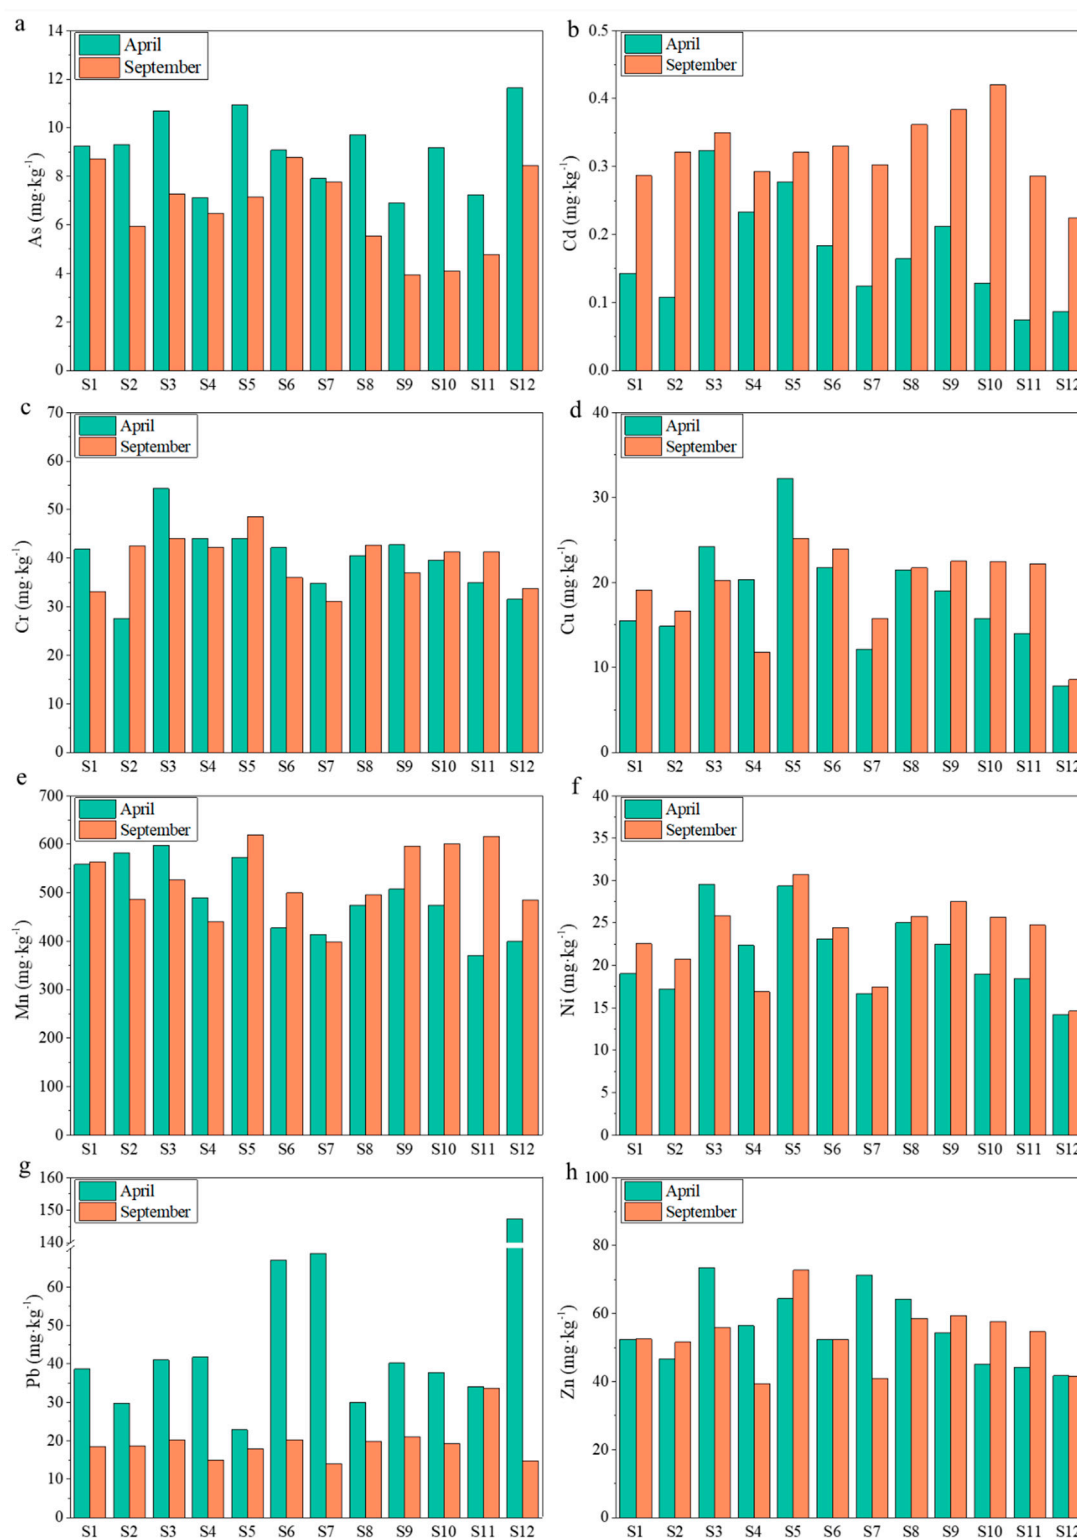 a
April
September
As (mg·kg⁻¹)
14
12
10
8
6
4
2
0
S1 S2 S3 S4 S5 S6 S7 S8 S9 S10 S11 S12
b
April
September
Cd (mg·kg⁻¹)
0.5
0.4
0.3
0.2
0.1
0.0
S1 S2 S3 S4 S5 S6 S7 S8 S9 S10 S11 S12
c
April
September
Cr (mg·kg⁻¹)
70
60
50
40
30
20
10
0
S1 S2 S3 S4 S5 S6 S7 S8 S9 S10 S11 S12
d
April
September
Cu (mg·kg⁻¹)
40
30
20
10
0
S1 S2 S3 S4 S5 S6 S7 S8 S9 S10 S11 S12
e
April
September
Mn (mg·kg⁻¹)
700
600
500
400
300
200
100
0
S1 S2 S3 S4 S5 S6 S7 S8 S9 S10 S11 S12
f
April
September
Ni (mg·kg⁻¹)
40
35
30
25
20
15
10
5
0
S1 S2 S3 S4 S5 S6 S7 S8 S9 S10 S11 S12
g
April
September
Pb (mg·kg⁻¹)
160
150
140
60
50
40
30
20
10
0
S1 S2 S3 S4 S5 S6 S7 S8 S9 S10 S11 S12
h
April
September
Zn (mg·kg⁻¹)
100
80
60
40
20
0
S1 S2 S3 S4 S5 S6 S7 S8 S9 S10 S11 S12